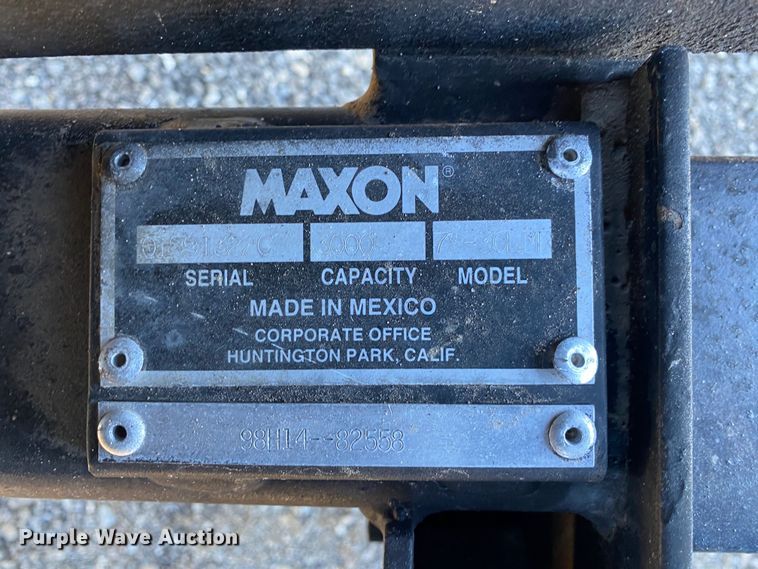 MAXON®
SERIAL CAPACITY MODEL
MADE IN MEXICO
CORPORATE OFFICE
HUNTINGTON PARK, CALIF.
98H14--82558
Purple Wave Auction